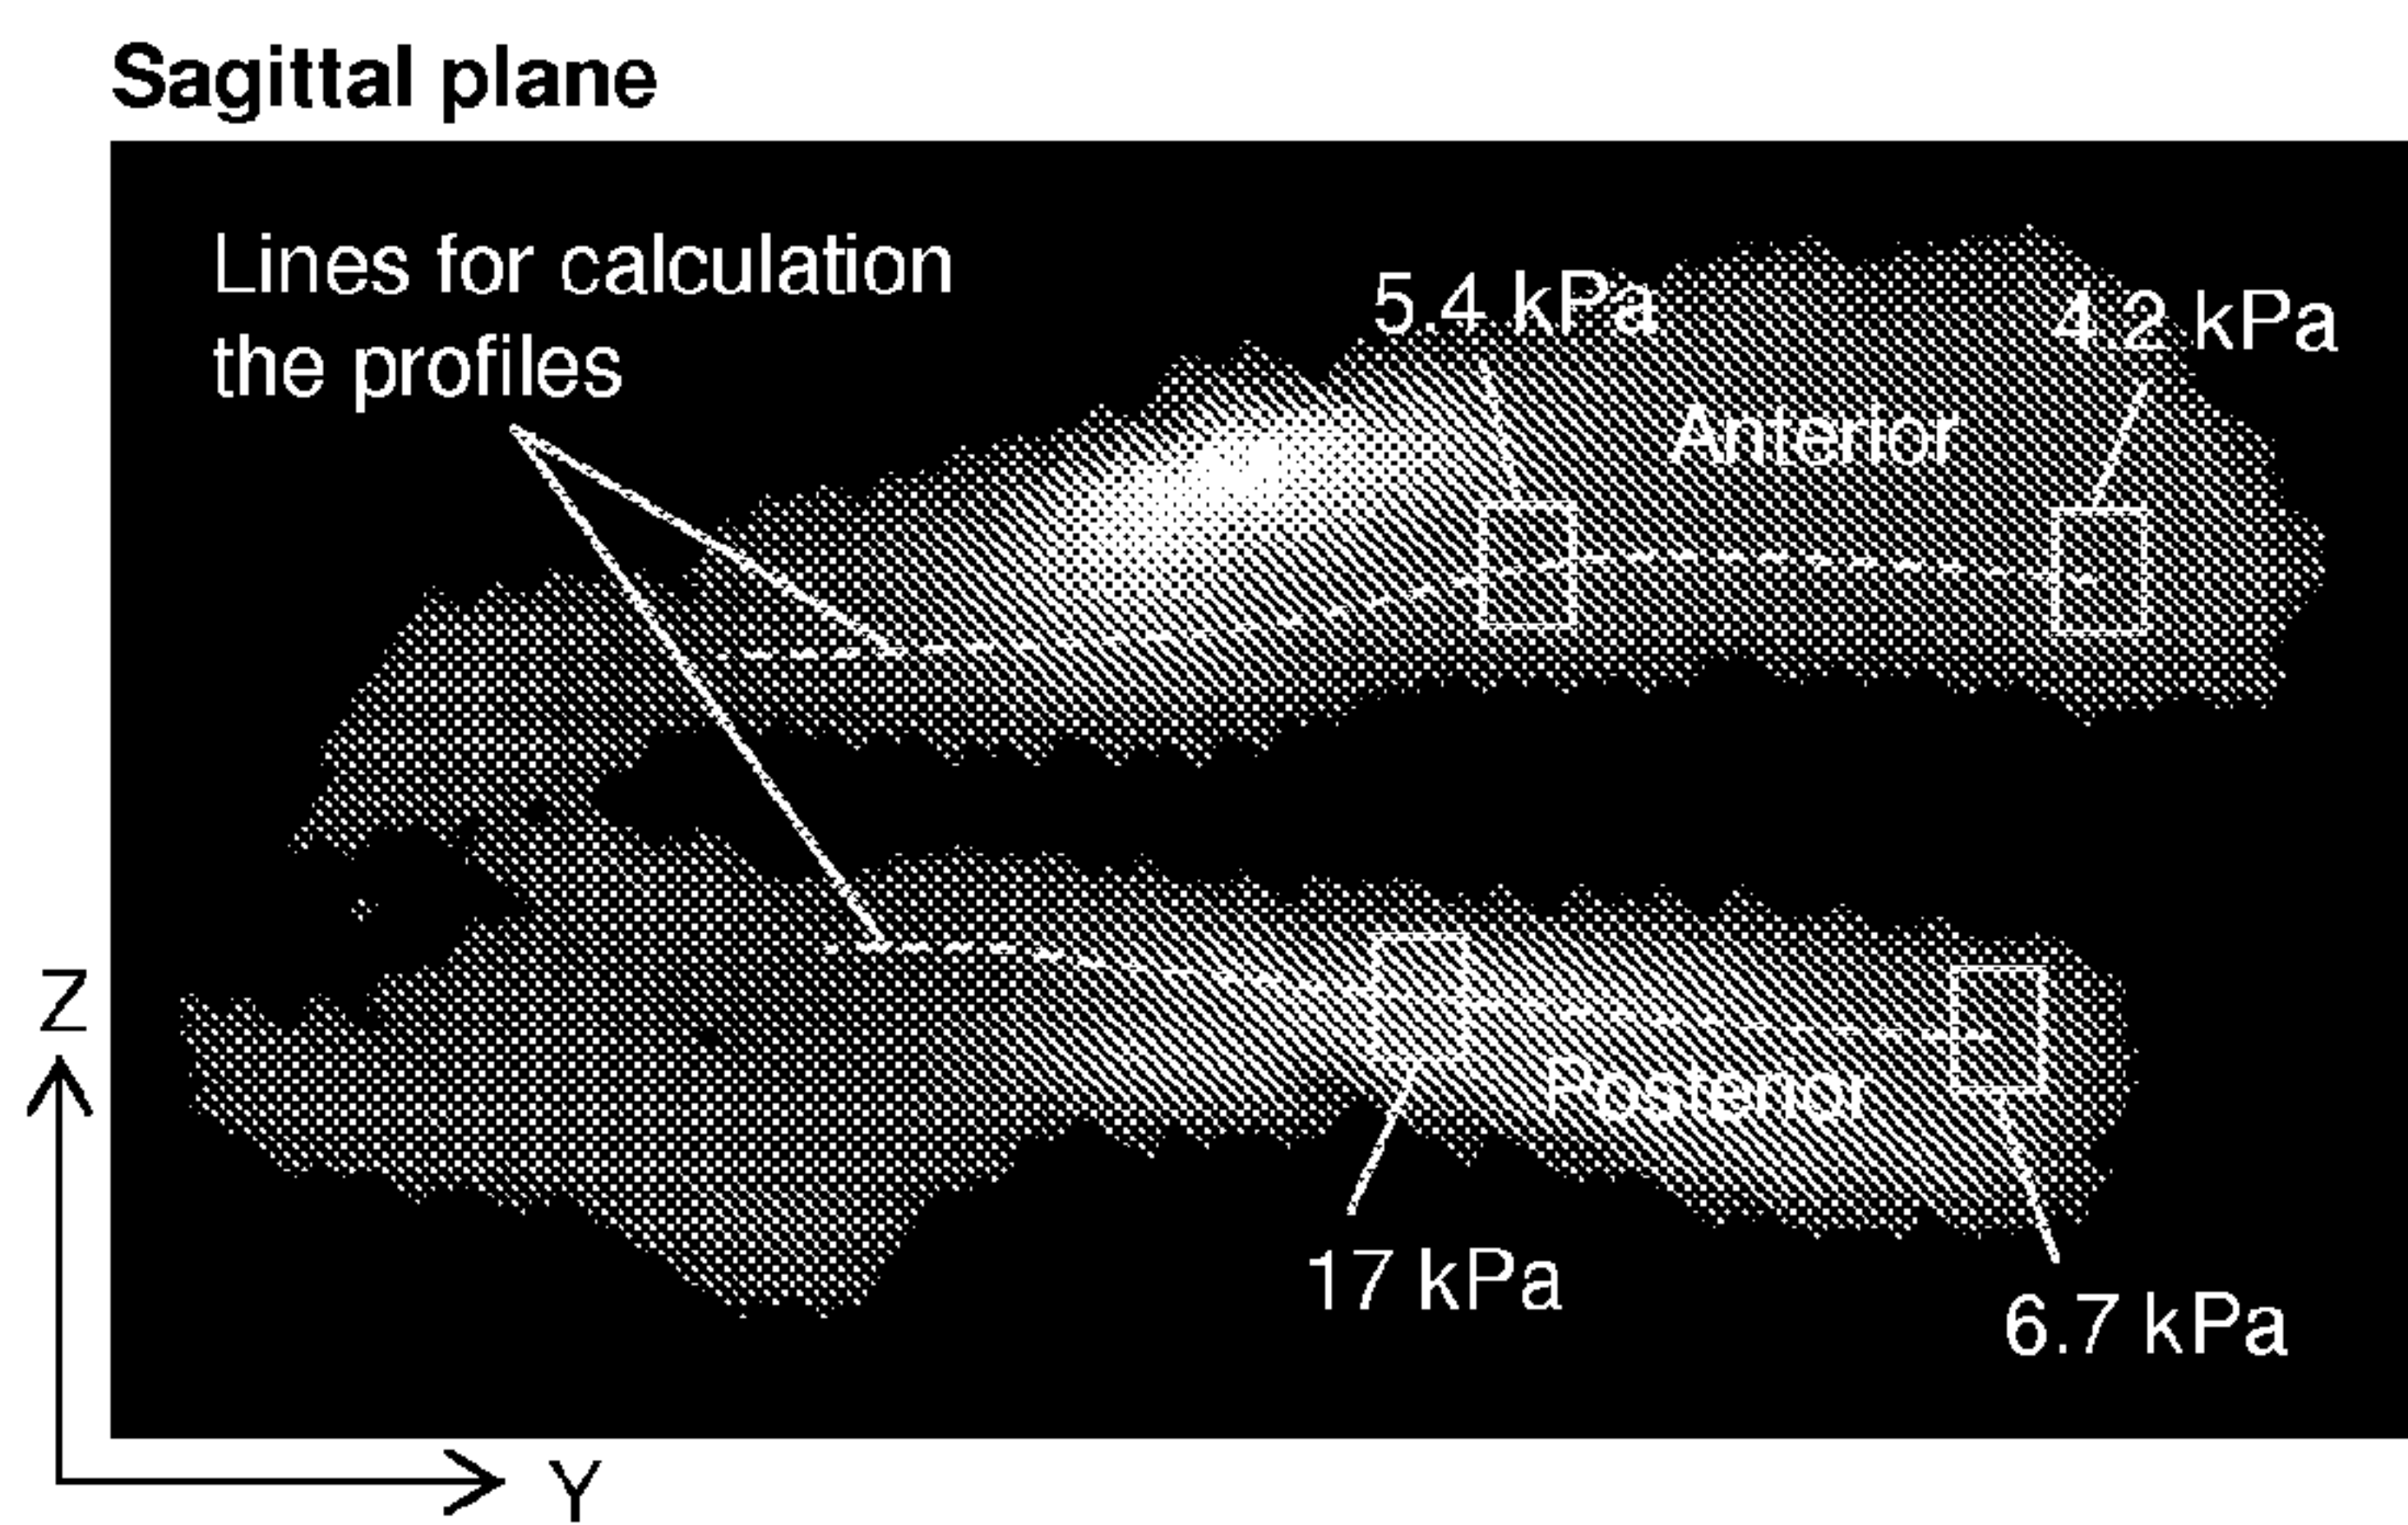 Sagittal plane
Lines for calculation
the profiles
5.4 kPa
4.2 kPa
Anterior
Posterior
17 kPa
6.7 kPa
Z
Y